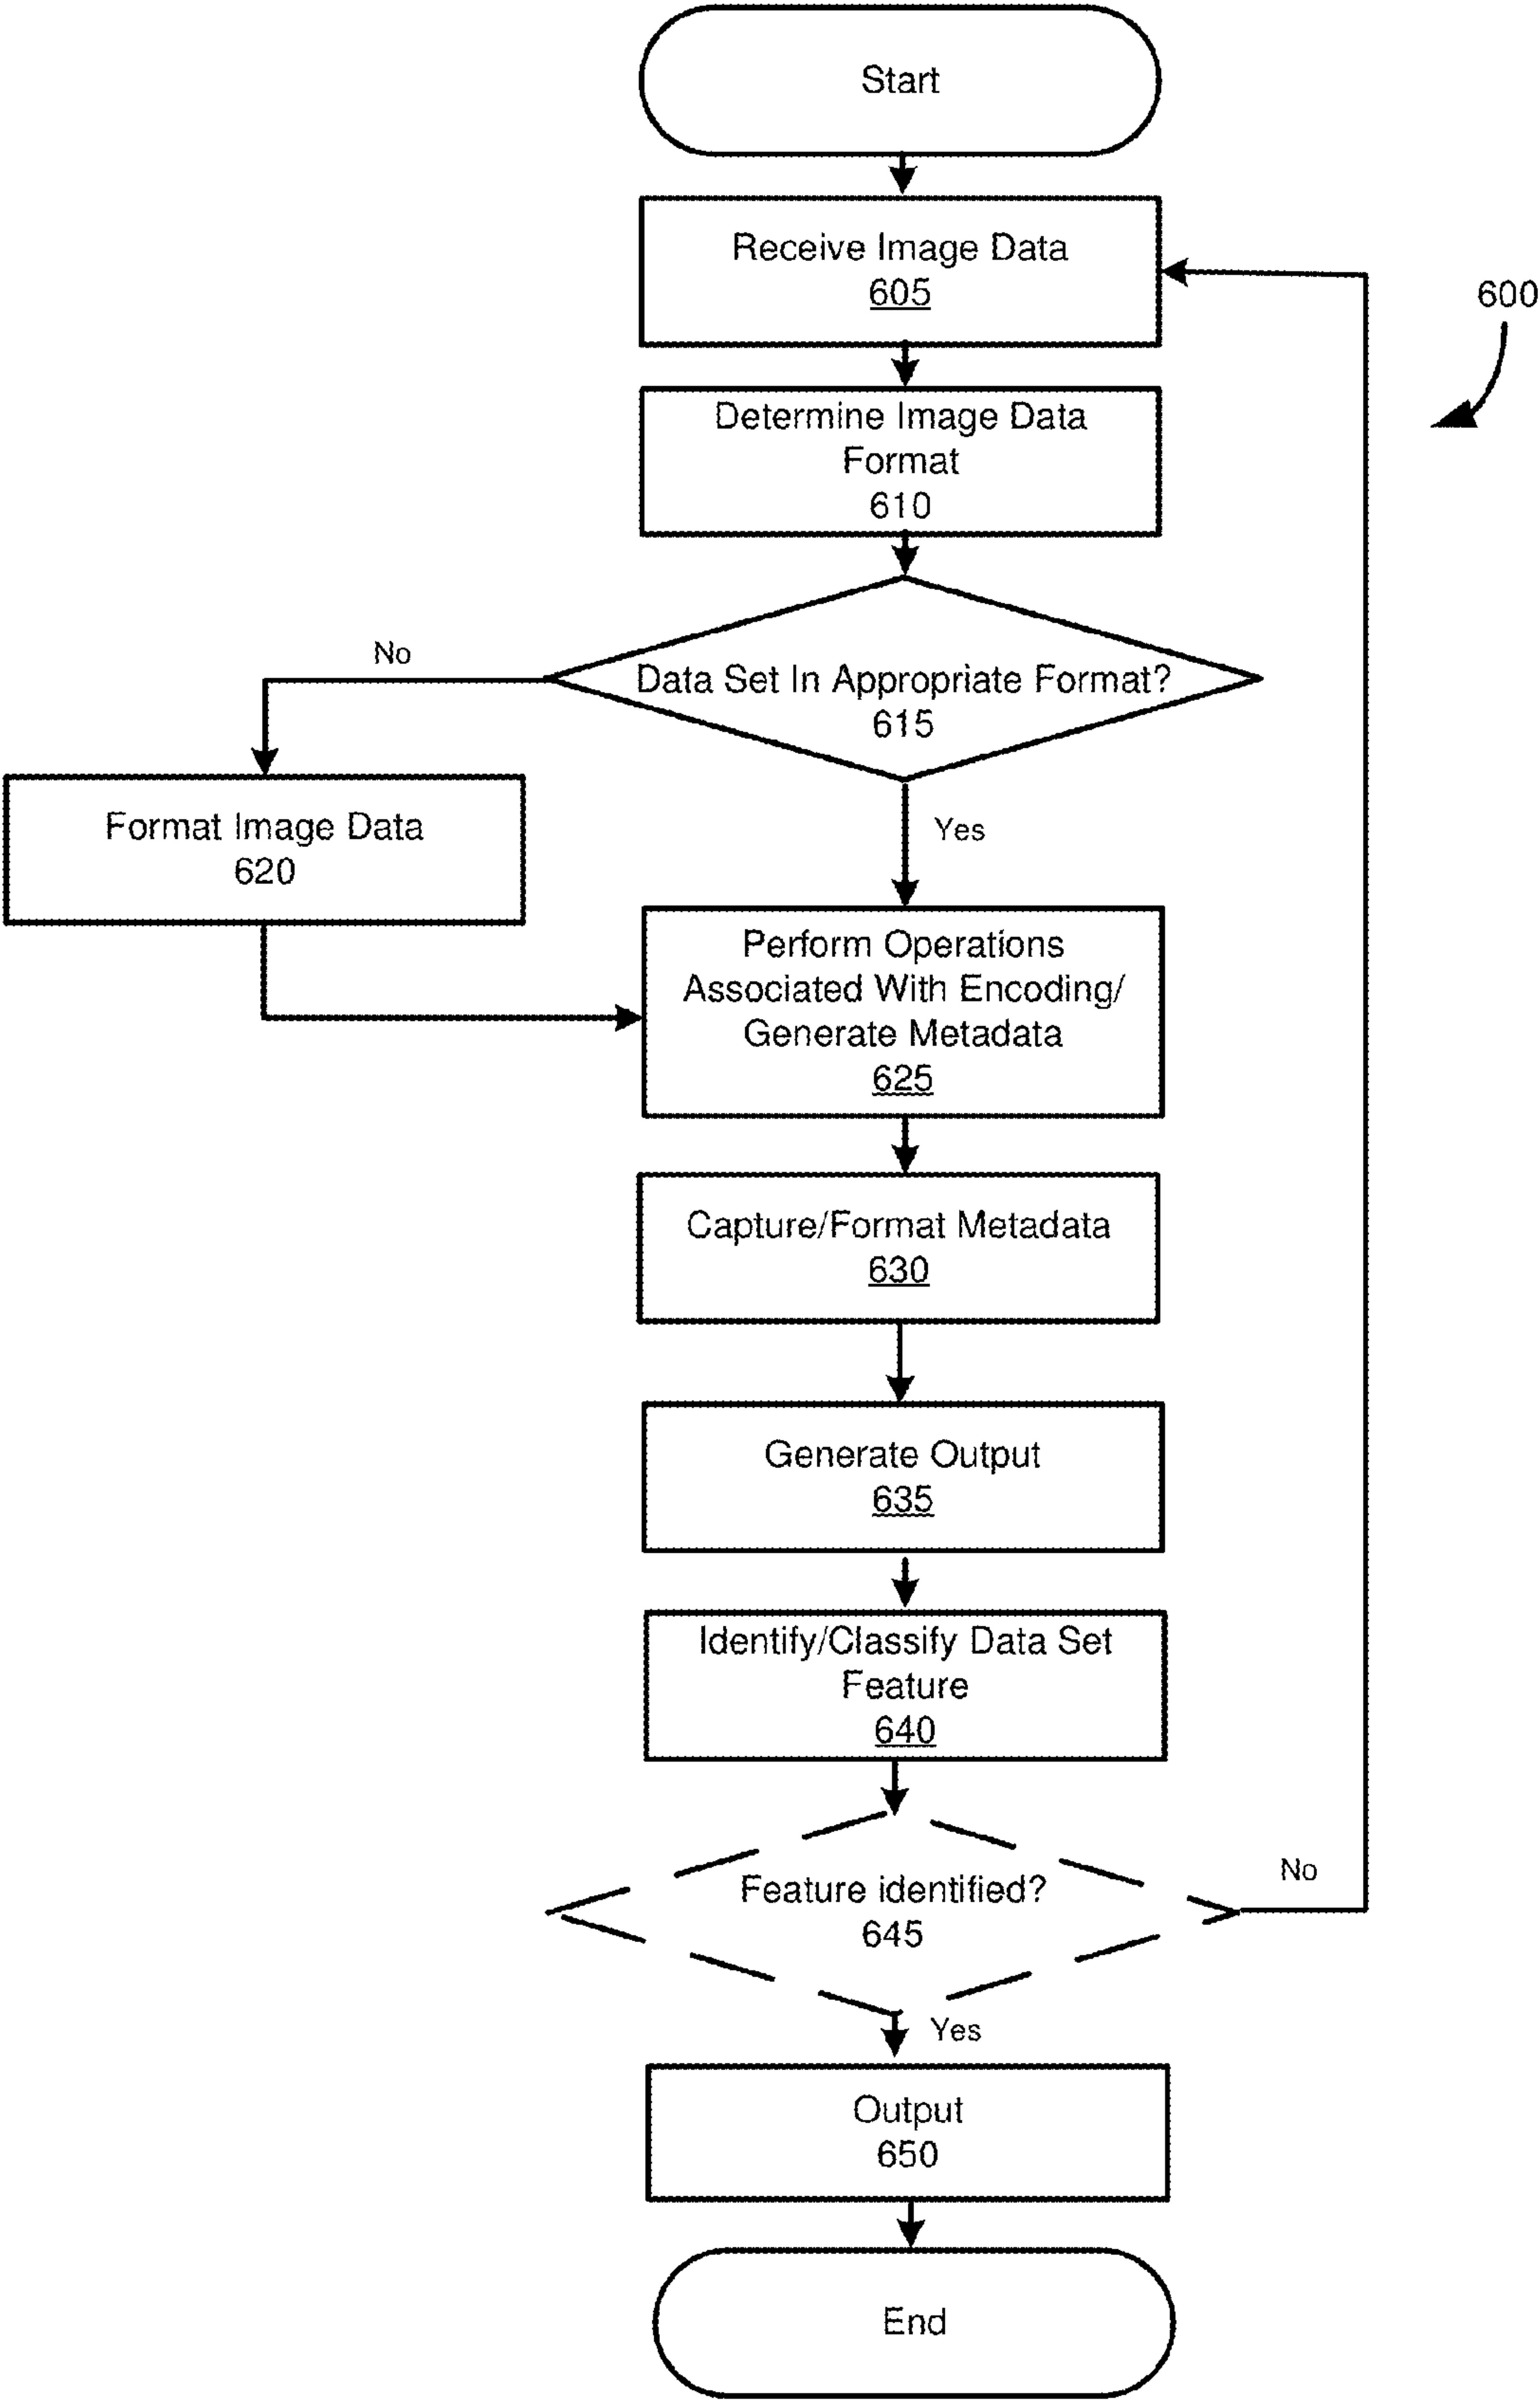 Start
Receive Image Data
605
600
Determine Image Data
Format
610
No
Data Set In Appropriate Format?
615
Format Image Data
620
Yes
Perform Operations
Associated With Encoding/
Generate Metadata
625
Capture/Format Metadata
630
Generate Output
635
Identify/Classify Data Set
Feature
640
Feature identified?
645
No
Yes
Output
650
End